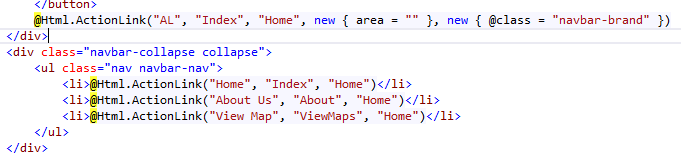 </button>
@Html.ActionLink("AL", "Index", "Home", new { area = "" }, new { @class = "navbar-brand" })
</div>
<div class="navbar-collapse collapse">
<ul class="nav navbar-nav">
<li>@Html.ActionLink("Home", "Index", "Home")</li>
<li>@Html.ActionLink("About Us", "About", "Home")</li>
<li>@Html.ActionLink("View Map", "ViewMaps", "Home")</li>
</ul>
</div>